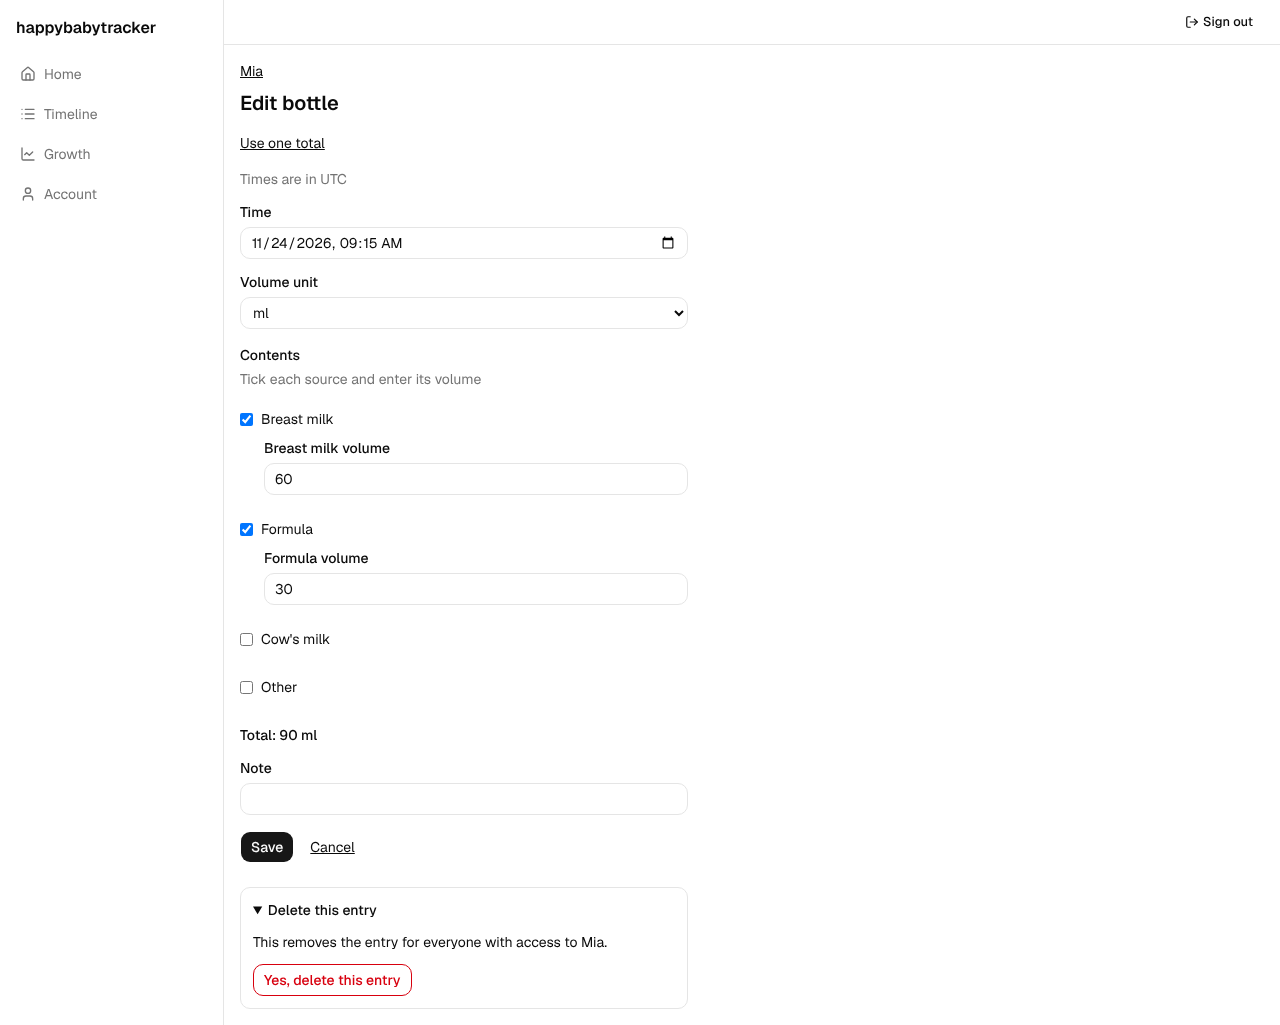 happybabytracker
Sign out
Home
Timeline
Growth
Account
Mia
Edit bottle
Use one total
Times are in UTC
Time
11/24/2026, 09:15 AM
Volume unit
ml
Contents
Tick each source and enter its volume
Breast milk
Breast milk volume
60
Formula
Formula volume
30
Cow's milk
Other
Total: 90 ml
Note
Save
Cancel
Delete this entry
This removes the entry for everyone with access to Mia.
Yes, delete this entry